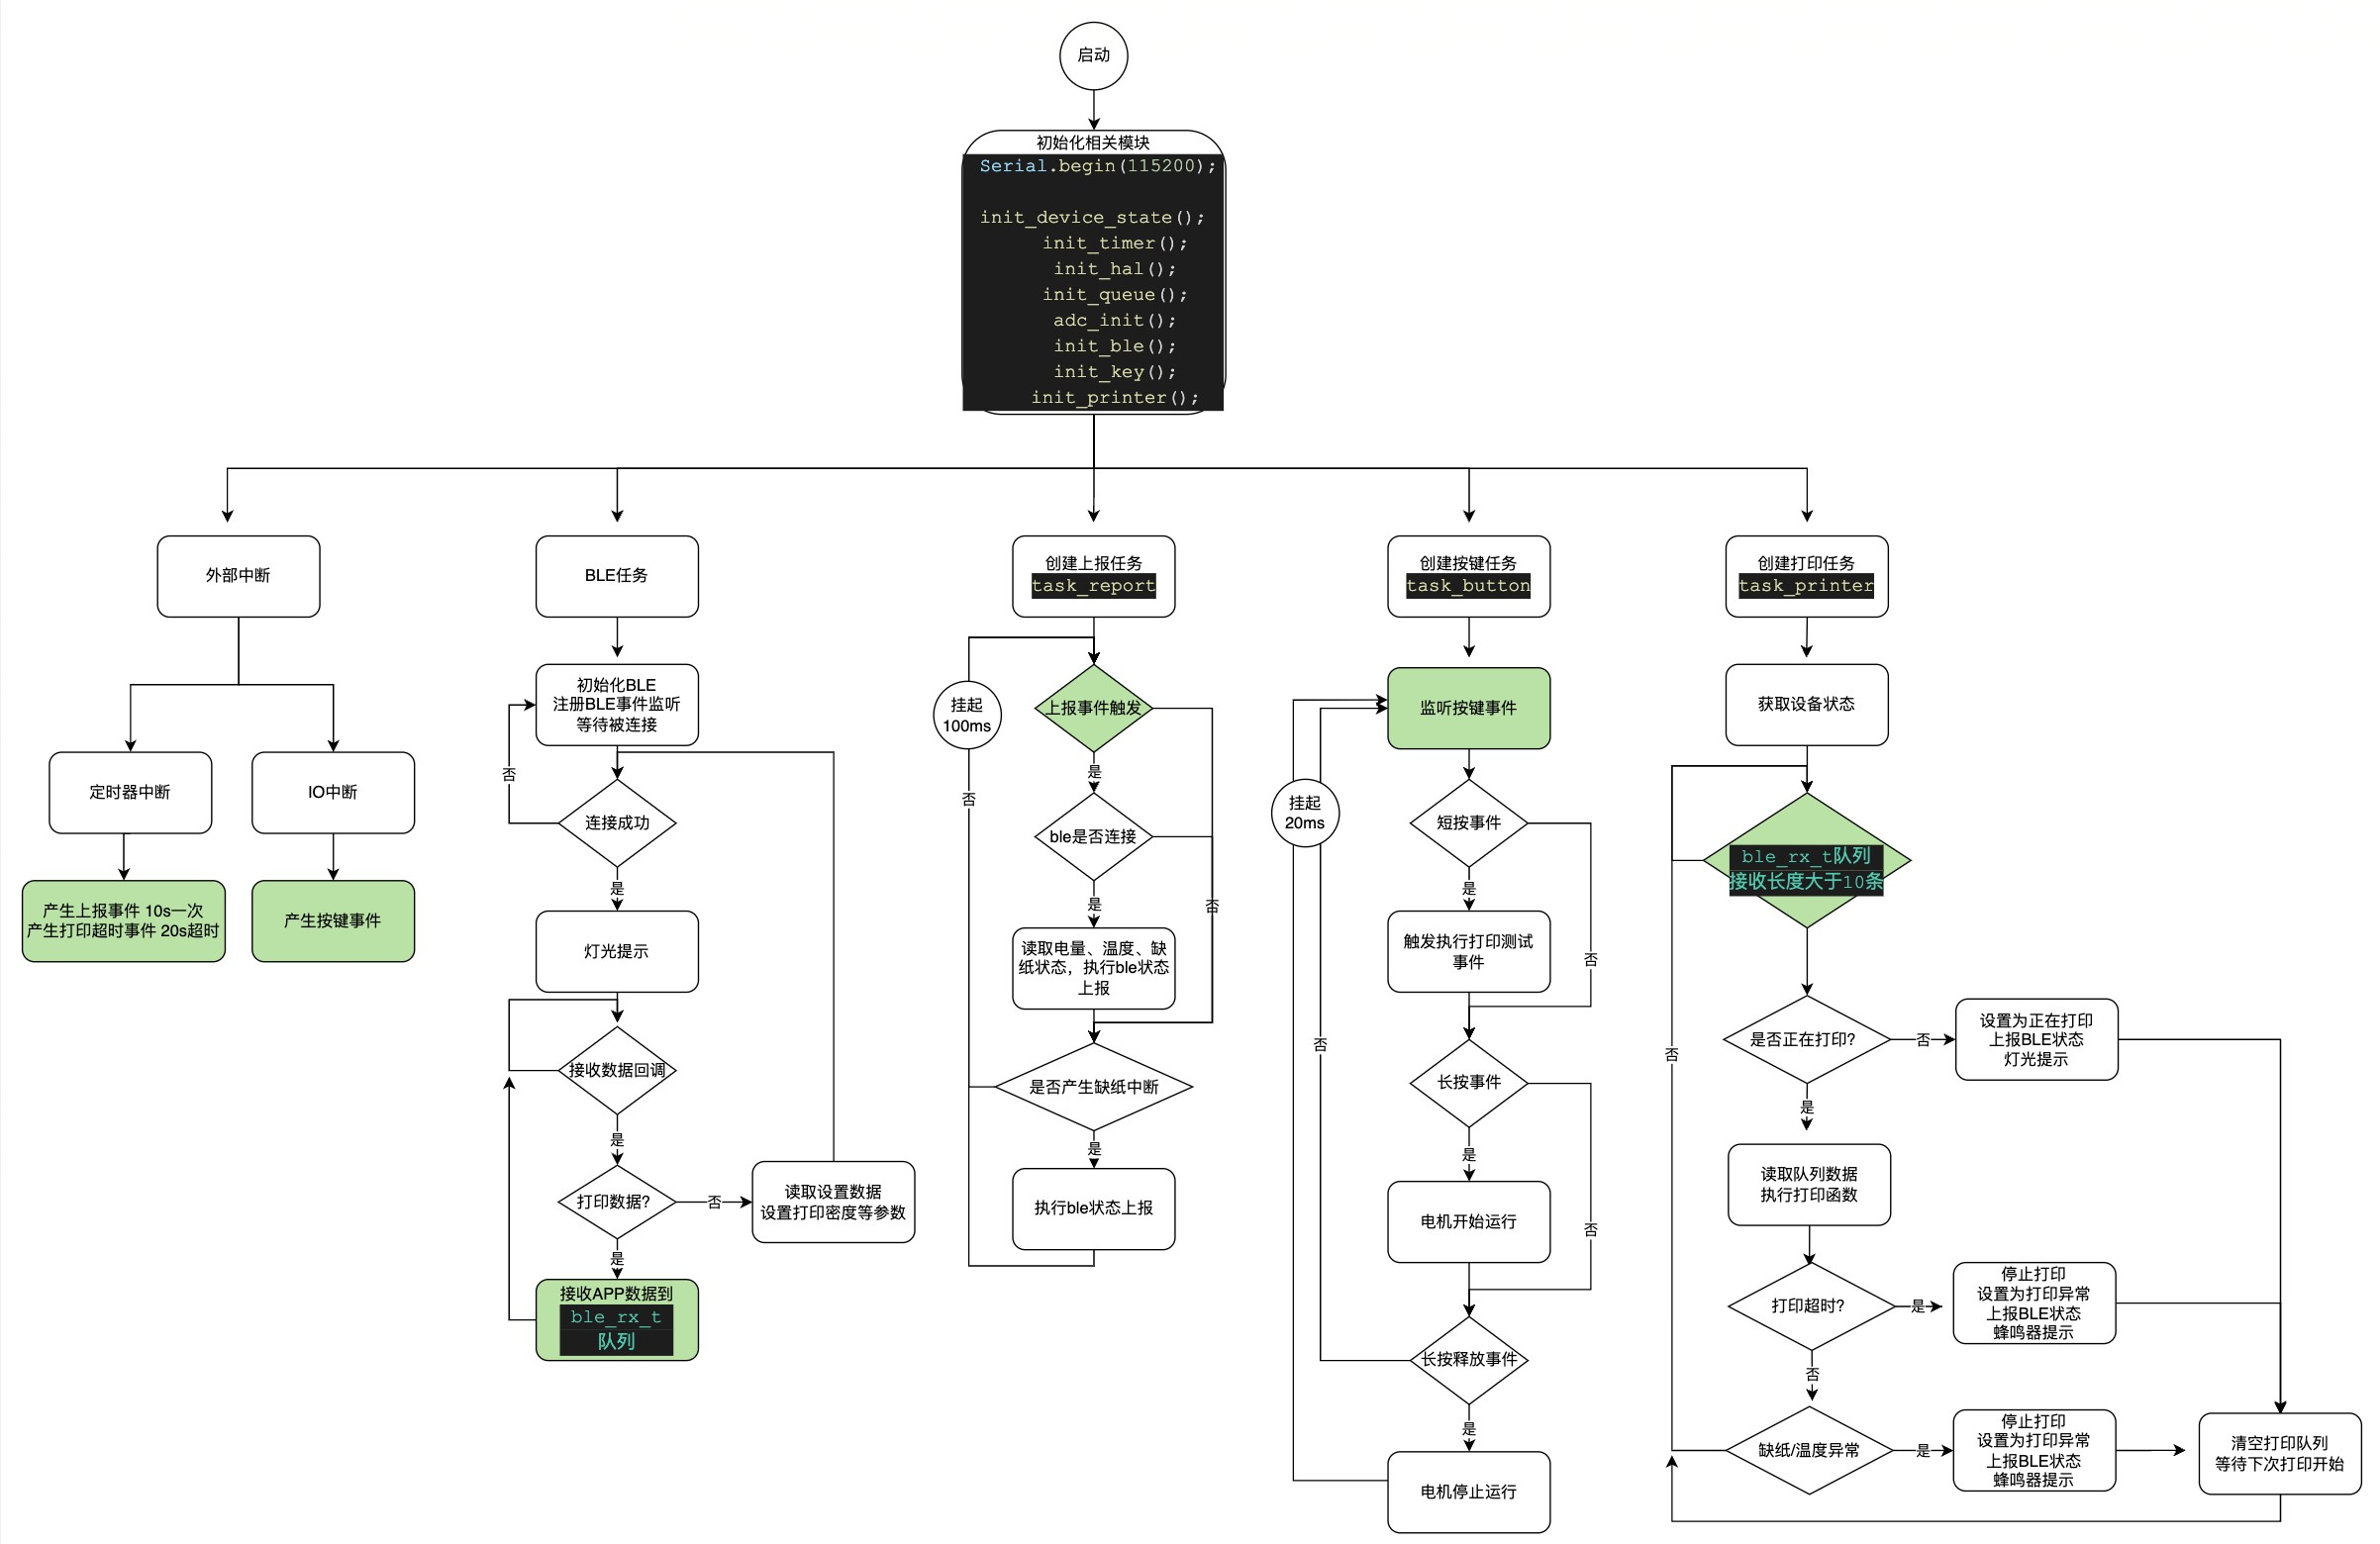 启动
初始化相关模块
Serial.begin(115200);
init_device_state();
init_timer();
init_hal();
init_queue();
adc_init();
init_ble();
init_key();
init_printer();
外部中断
定时器中断
IO中断
产生上报事件 10s一次
产生打印超时事件 20s超时
产生按键事件
BLE任务
初始化BLE
注册BLE事件监听
等待被连接
否
连接成功
是
灯光提示
接收数据回调
是
打印数据?
否
读取设置数据
设置打印密度等参数
是
接收APP数据到
ble_rx_t
队列
创建上报任务
task_report
挂起
100ms
上报事件触发
是
否
ble是否连接
是
否
读取电量、温度、缺
纸状态，执行ble状态
上报
是否产生缺纸中断
是
执行ble状态上报
创建按键任务
task_button
监听按键事件
挂起
20ms
短按事件
是
触发执行打印测试
事件
否
否
长按事件
是
电机开始运行
否
长按释放事件
是
电机停止运行
创建打印任务
task_printer
获取设备状态
ble_rx_t队列
接收长度大于10条
否
是否正在打印?
否
设置为正在打印
上报BLE状态
灯光提示
是
读取队列数据
执行打印函数
打印超时?
是
停止打印
设置为打印异常
上报BLE状态
蜂鸣器提示
否
缺纸/温度异常
是
停止打印
设置为打印异常
上报BLE状态
蜂鸣器提示
清空打印队列
等待下次打印开始